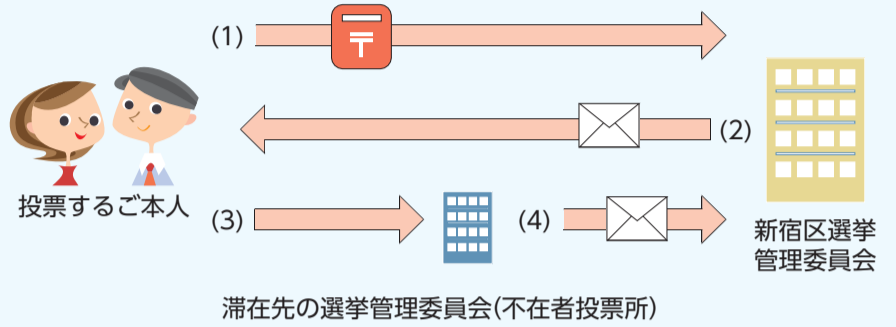 (1)
〒
(2)
投票するご本人
(3)
(4)
新宿区選挙
管理委員会
滞在先の選挙管理委員会(不在者投票所)